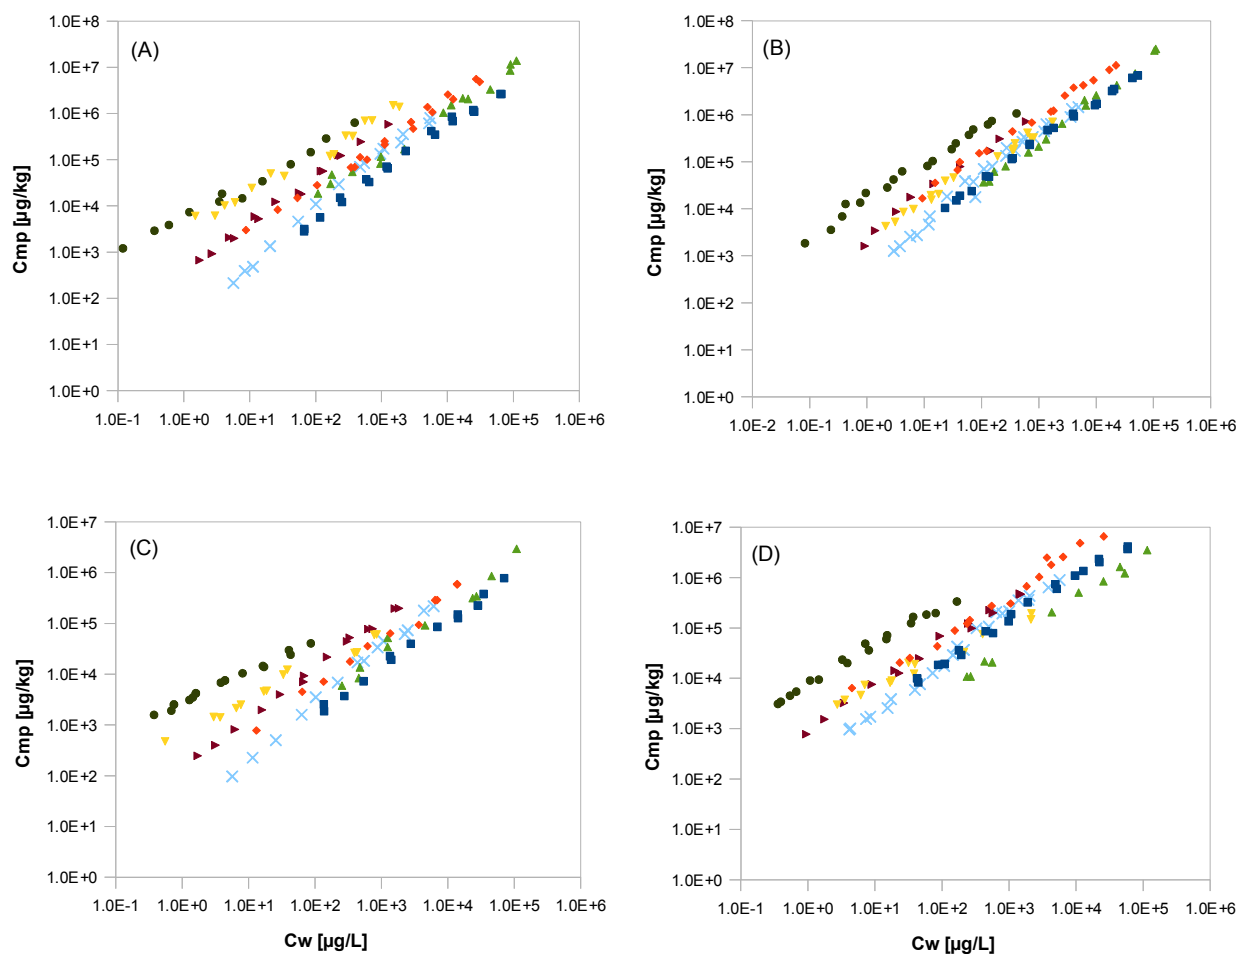 (A)
Cmp [µg/kg]
1.0E+8
1.0E+7
1.0E+6
1.0E+5
1.0E+4
1.0E+3
1.0E+2
1.0E+1
1.0E+0
1.0E-1 1.0E+0 1.0E+1 1.0E+2 1.0E+3 1.0E+4 1.0E+5 1.0E+6
(B)
Cmp [µg/kg]
1.0E+8
1.0E+7
1.0E+6
1.0E+5
1.0E+4
1.0E+3
1.0E+2
1.0E+1
1.0E+0
1.0E-2 1.0E-1 1.0E+0 1.0E+1 1.0E+2 1.0E+3 1.0E+4 1.0E+5 1.0E+6
(C)
Cmp [µg/kg]
1.0E+7
1.0E+6
1.0E+5
1.0E+4
1.0E+3
1.0E+2
1.0E+1
1.0E+0
1.0E-1 1.0E+0 1.0E+1 1.0E+2 1.0E+3 1.0E+4 1.0E+5 1.0E+6
Cw [µg/L]
(D)
Cmp [µg/kg]
1.0E+7
1.0E+6
1.0E+5
1.0E+4
1.0E+3
1.0E+2
1.0E+1
1.0E+0
1.0E-1 1.0E+0 1.0E+1 1.0E+2 1.0E+3 1.0E+4 1.0E+5 1.0E+6
Cw [µg/L]